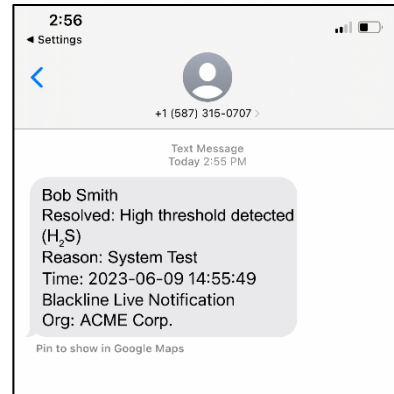 2:56
◀ Settings
+1 (587) 315-0707 >
Text Message
Today 2:55 PM
Bob Smith
Resolved: High threshold detected
(H₂S)
Reason: System Test
Time: 2023-06-09 14:55:49
Blackline Live Notification
Org: ACME Corp.
Pin to show in Google Maps